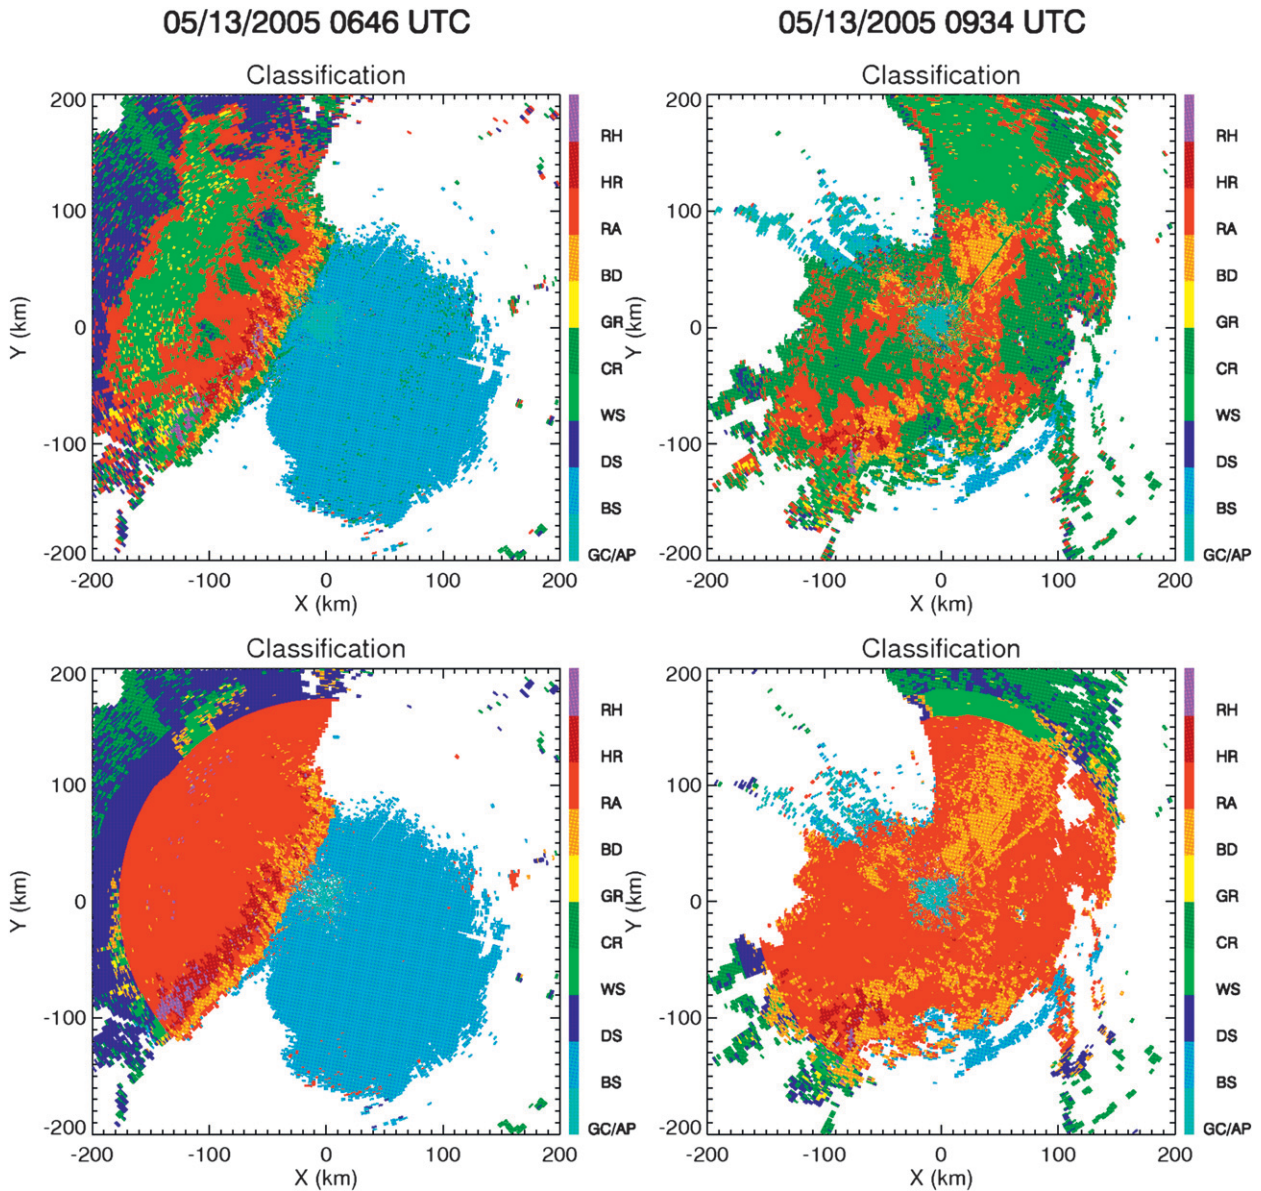 05/13/2005 0646 UTC
05/13/2005 0934 UTC
Classification
200
100
0
-100
-200
-200
-100
0
100
200
X (km)
Y (km)
RH
HR
RA
BD
GR
CR
WS
DS
BS
GC/AP
Classification
200
100
0
-100
-200
-200
-100
0
100
200
X (km)
Y (km)
RH
HR
RA
BD
GR
CR
WS
DS
BS
GC/AP
Classification
200
100
0
-100
-200
-200
-100
0
100
200
X (km)
Y (km)
RH
HR
RA
BD
GR
CR
WS
DS
BS
GC/AP
Classification
200
100
0
-100
-200
-200
-100
0
100
200
X (km)
Y (km)
RH
HR
RA
BD
GR
CR
WS
DS
BS
GC/AP